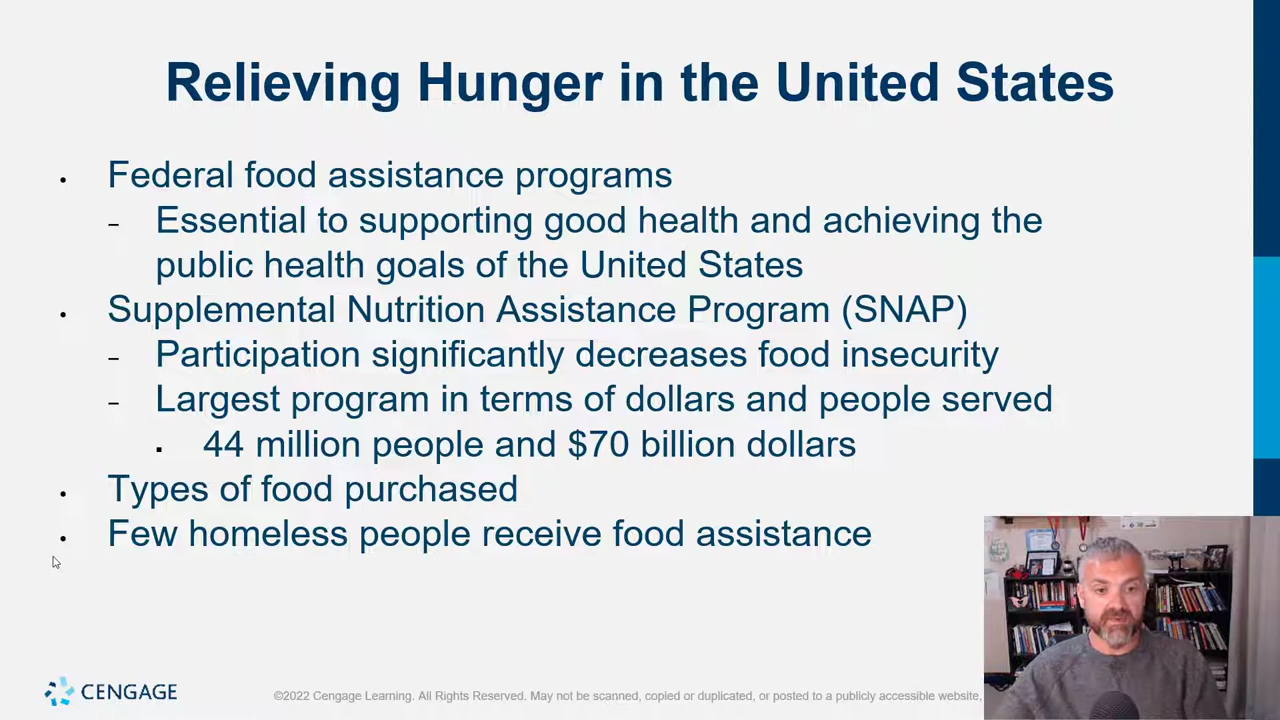 Relieving Hunger in the United States
• Federal food assistance programs
– Essential to supporting good health and achieving the
public health goals of the United States
• Supplemental Nutrition Assistance Program (SNAP)
– Participation significantly decreases food insecurity
– Largest program in terms of dollars and people served
▪ 44 million people and $70 billion dollars
• Types of food purchased
• Few homeless people receive food assistance
CENGAGE
©2022 Cengage Learning. All Rights Reserved. May not be scanned, copied or duplicated, or posted to a publicly accessible website,